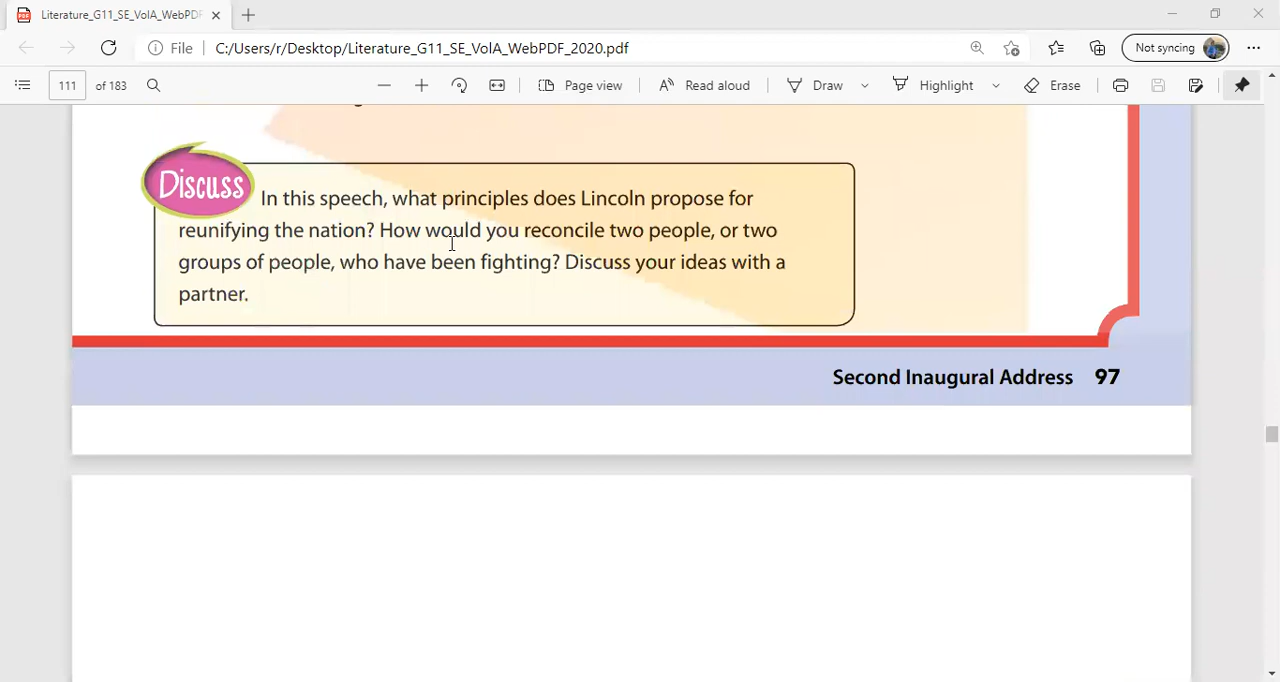 Literature_G11_SE_VolA_WebPDF
File
C:/Users/r/Desktop/Literature_G11_SE_VolA_WebPDF_2020.pdf
Not syncing
111 of 183
Page view
Read aloud
Draw
Highlight
Erase
Discuss
In this speech, what principles does Lincoln propose for
reunifying the nation? How would you reconcile two people, or two
groups of people, who have been fighting? Discuss your ideas with a
partner.
Second Inaugural Address 97